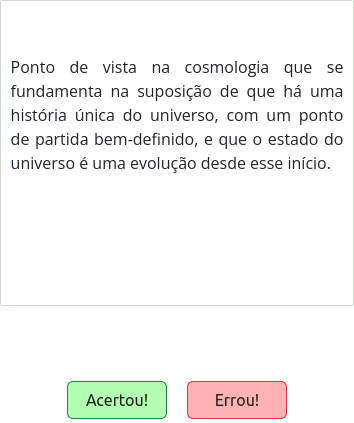 Ponto de vista na cosmologia que se
fundamenta na suposição de que há uma
história única do universo, com um ponto
de partida bem-definido, e que o estado do
universo é uma evolução desde esse início.
Acertou!
Errou!